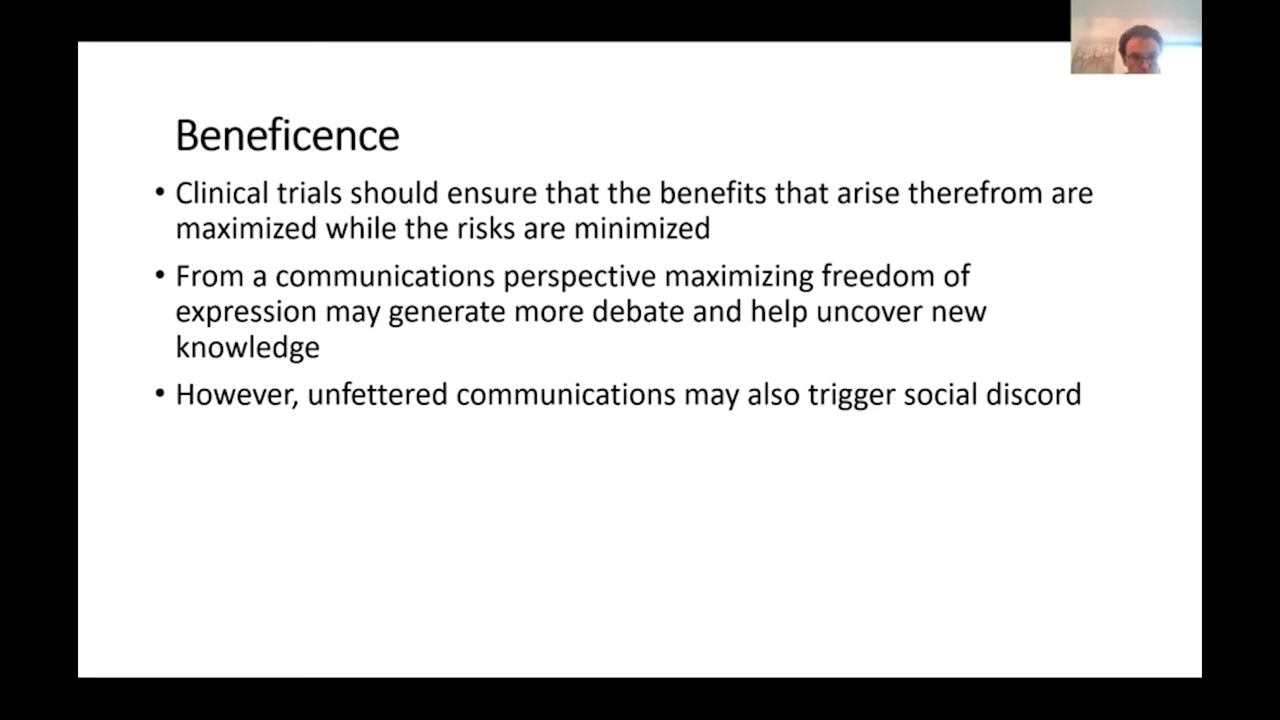 Beneficence
• Clinical trials should ensure that the benefits that arise therefrom are
maximized while the risks are minimized
• From a communications perspective maximizing freedom of
expression may generate more debate and help uncover new
knowledge
• However, unfettered communications may also trigger social discord